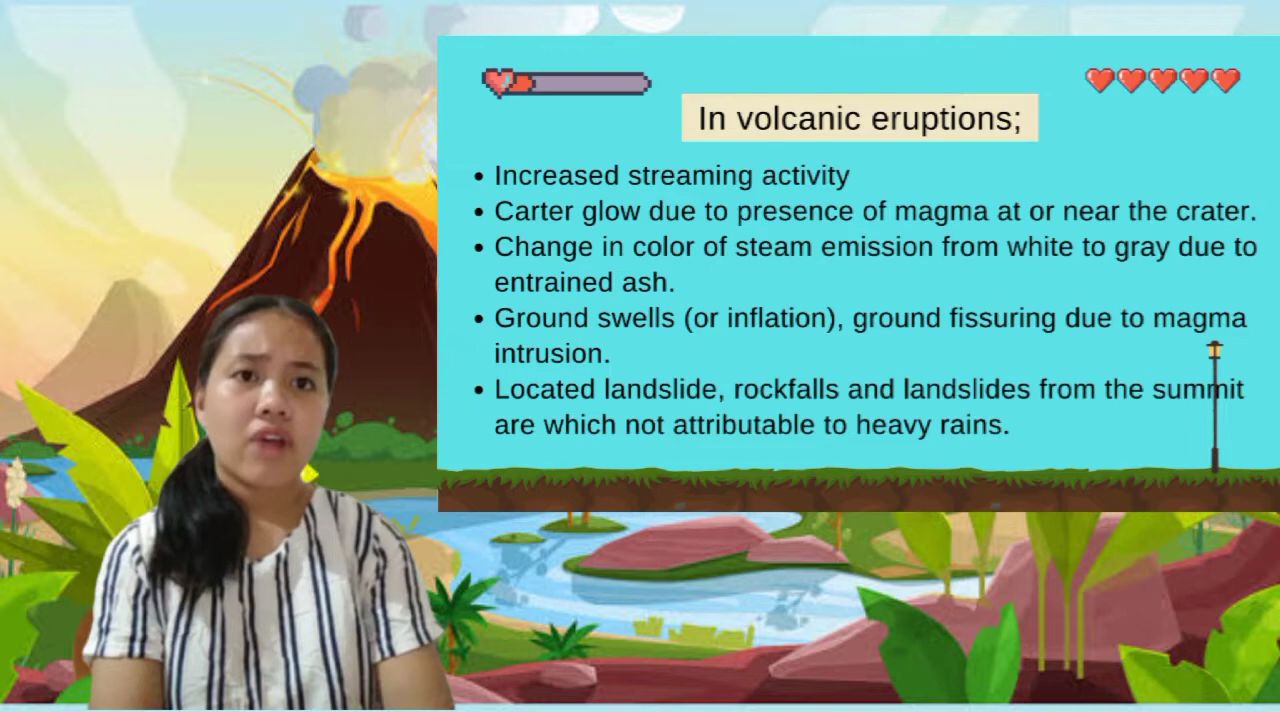 In volcanic eruptions;
• Increased streaming activity
• Carter glow due to presence of magma at or near the crater.
• Change in color of steam emission from white to gray due to
entrained ash.
• Ground swells (or inflation), ground fissuring due to magma
intrusion.
• Located landslide, rockfalls and landslides from the summit
are which not attributable to heavy rains.